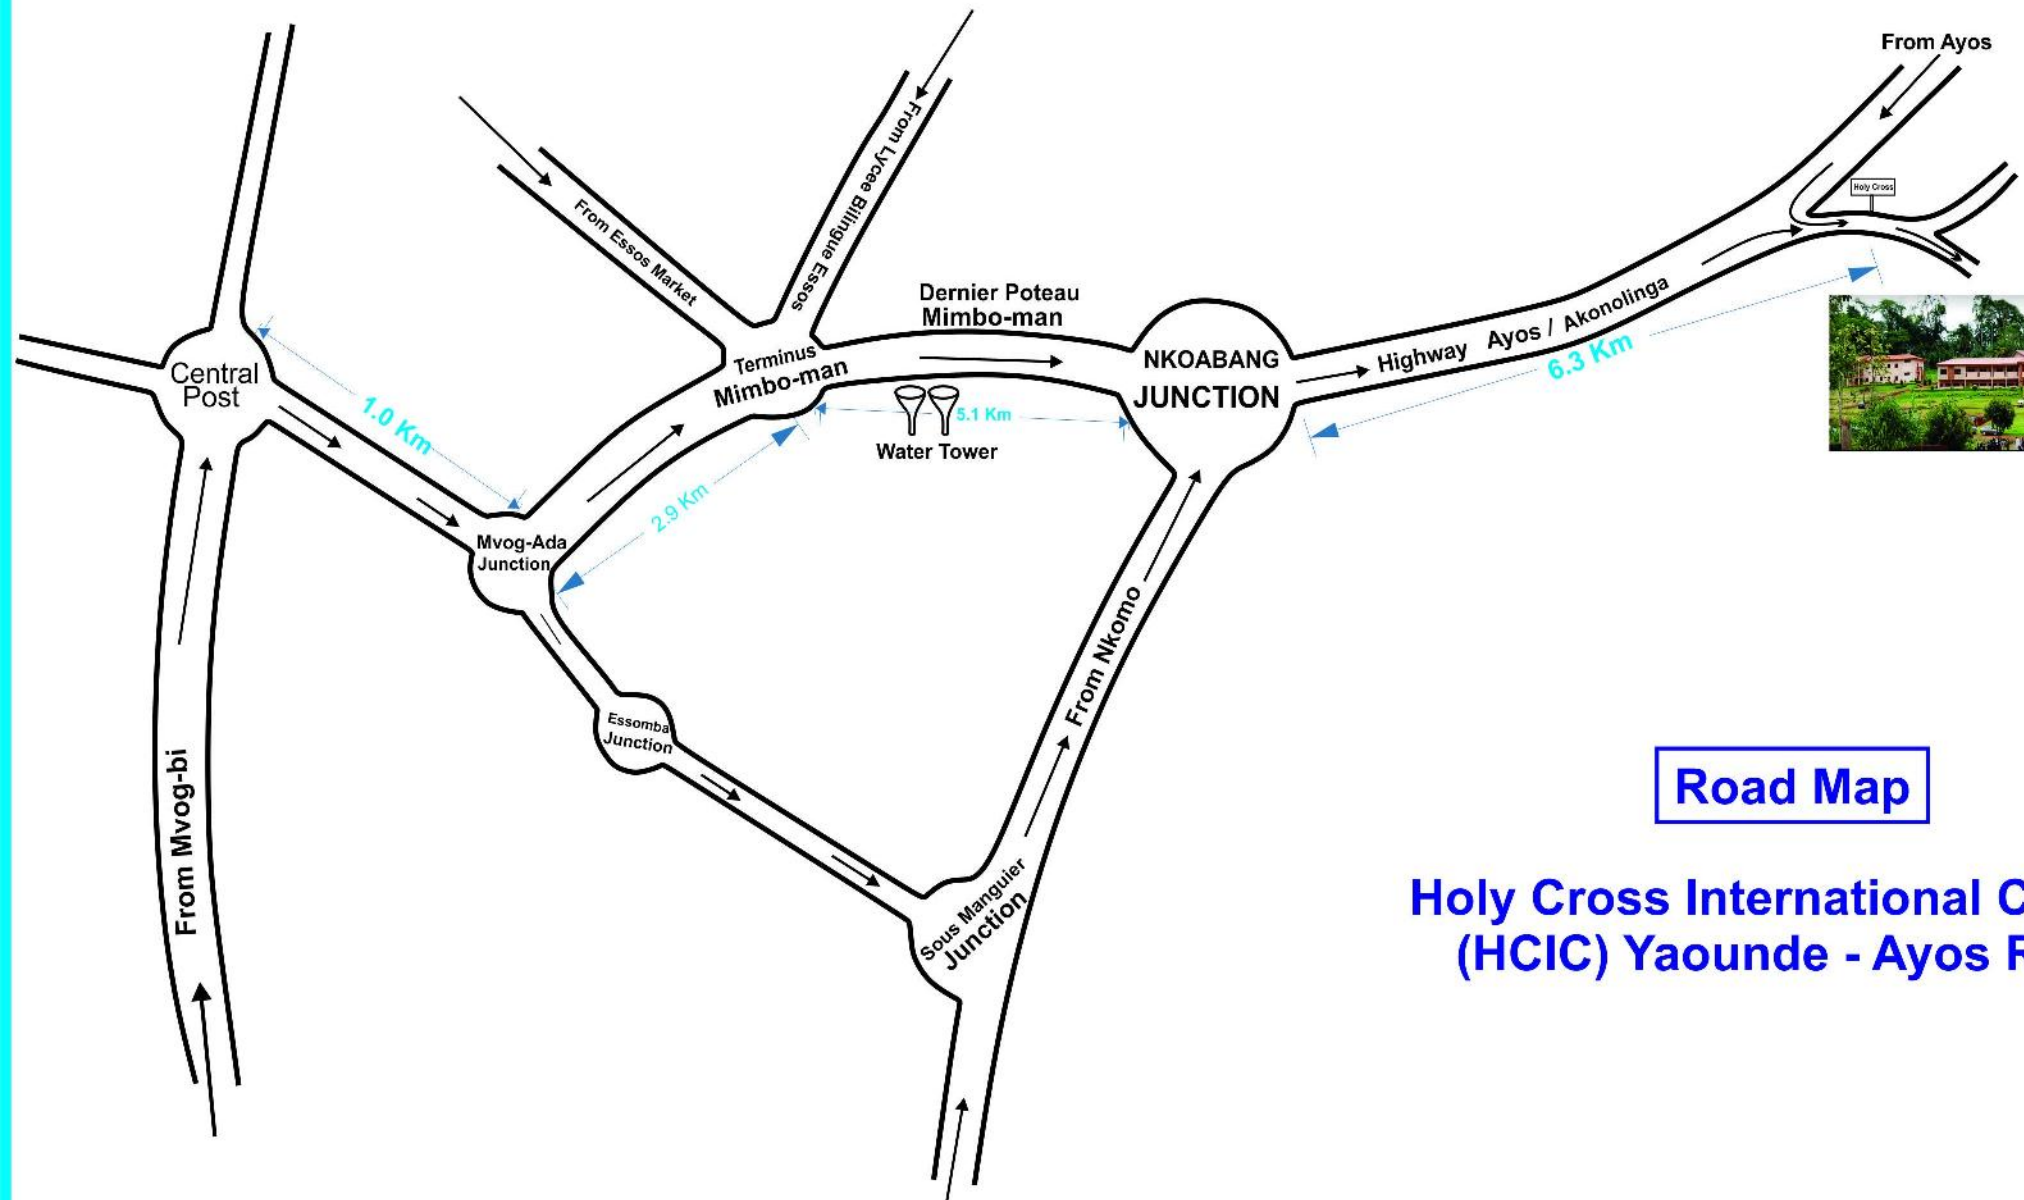 From Ayos
Holy Cross
From Lycee Bilingue Essos
From Essos Market
Dernier Poteau
Mimbo-man
Terminus
Mimbo-man
NKOABANG
JUNCTION
Highway Ayos / Akonolinga
6.3 Km
Central
Post
1.0 Km
5.1 Km
Water Tower
2.9 Km
Mvog-Ada
Junction
From Nkomo
Essomba
Junction
From Mvog-bi
Sous Manguier
Junction
Road Map
Holy Cross International C
(HCIC) Yaounde - Ayos R